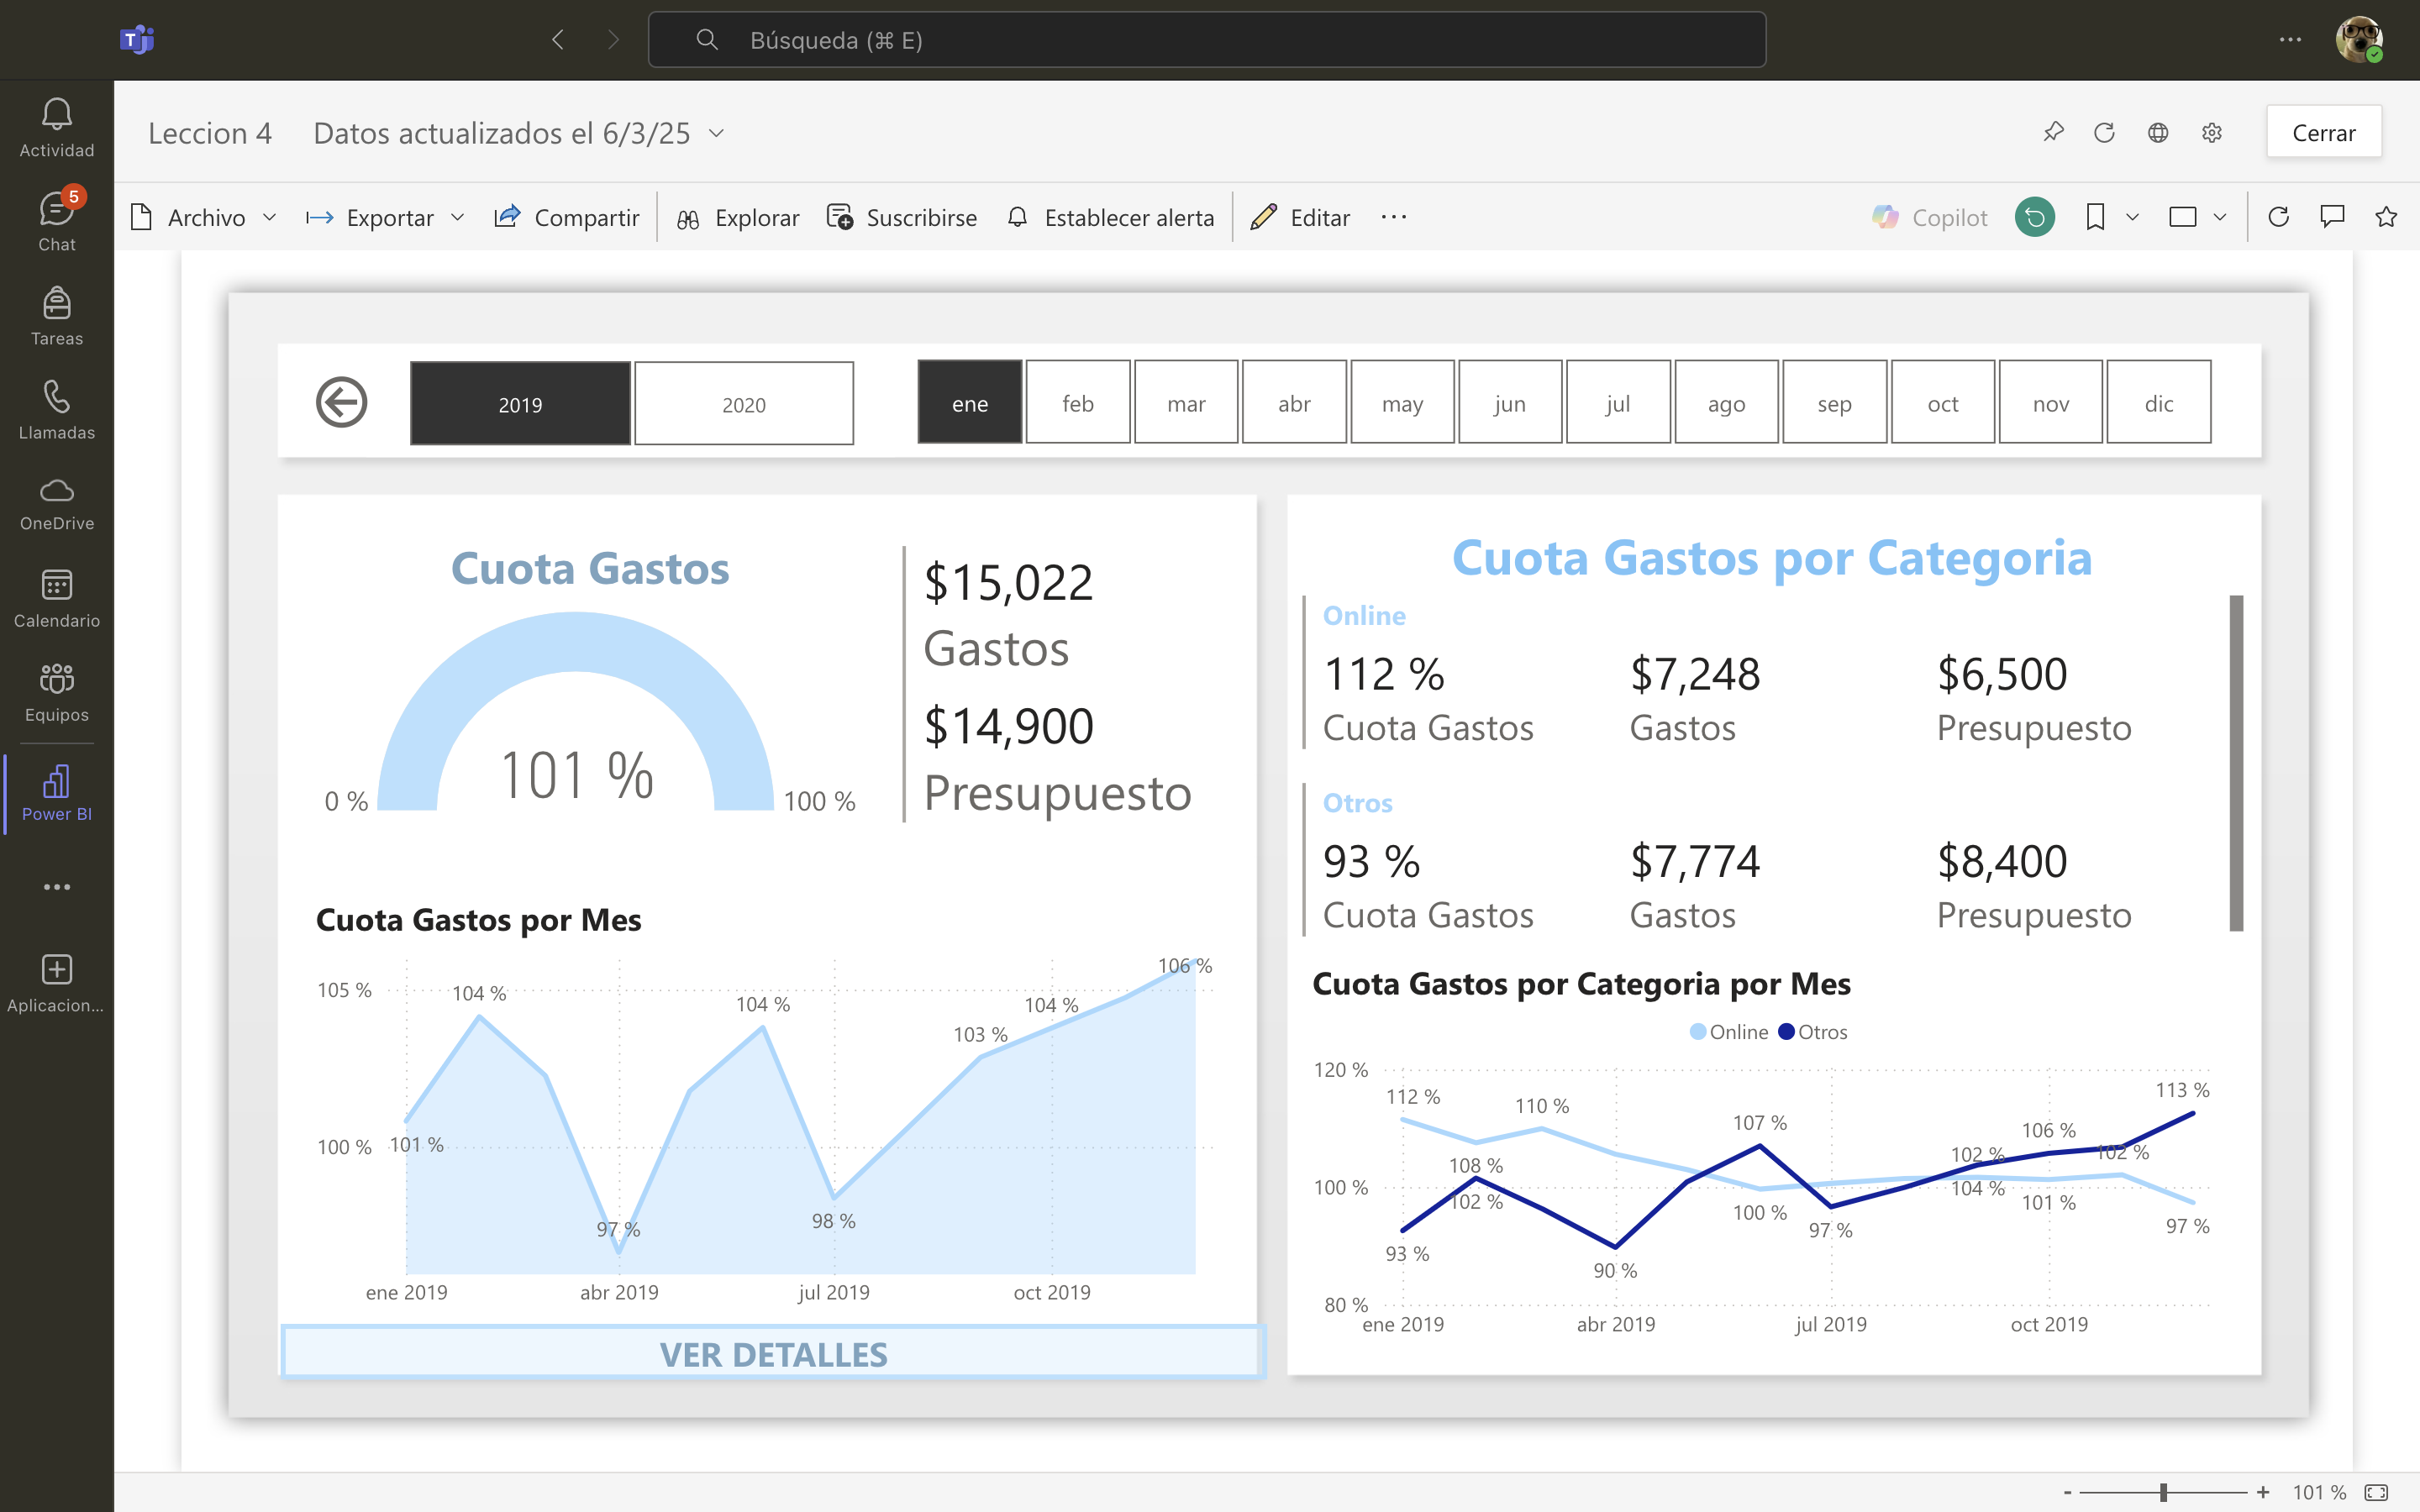 Búsqueda (⌘ E)
Actividad
5
Chat
Tareas
Llamadas
OneDrive
Calendario
Equipos
Power BI
Aplicacion...
Leccion 4 Datos actualizados el 6/3/25
Cerrar
Archivo Exportar Compartir Explorar Suscribirse Establecer alerta Editar Copilot
2019 2020 ene feb mar abr may jun jul ago sep oct nov dic
Cuota Gastos
101 %
0 % 100 %
$15,022
Gastos
$14,900
Presupuesto
Cuota Gastos por Mes
105 %
100 %
101 %
104 %
97 %
104 %
98 %
103 %
104 %
106 %
ene 2019 abr 2019 jul 2019 oct 2019
VER DETALLES
Cuota Gastos por Categoria
Online
112 % $7,248 $6,500
Cuota Gastos Gastos Presupuesto
Otros
93 % $7,774 $8,400
Cuota Gastos Gastos Presupuesto
Cuota Gastos por Categoria por Mes
Online Otros
120 %
100 %
80 %
112 %
108 %
110 %
107 %
102 %
106 %
102 %
113 %
93 %
102 %
90 %
100 %
97 %
104 %
101 %
97 %
ene 2019 abr 2019 jul 2019 oct 2019
- + 101 %